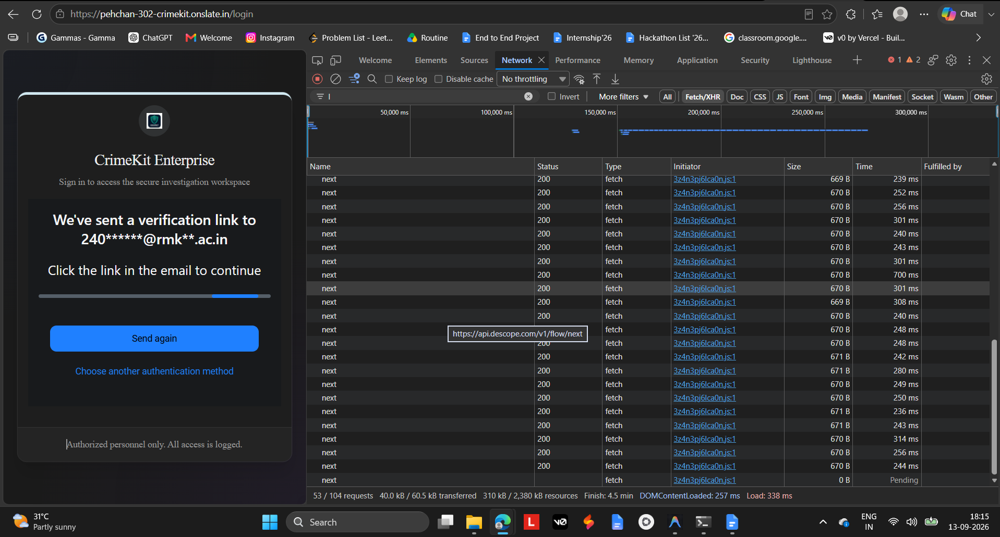 https://pehchan-302-crimekit.onslate.in/login
Chat
Gammas - Gamma
ChatGPT
Welcome
Instagram
Problem List - Leet...
Routine
End to End Project
Internship'26
Hackathon List '26...
classroom.google....
v0 by Vercel - Buil...
Welcome
Elements
Sources
Network
Performance
Memory
Application
Security
Lighthouse
1
2
Keep log
Disable cache
No throttling
l
Invert
More filters
All
Fetch/XHR
Doc
CSS
JS
Font
Img
Media
Manifest
Socket
Wasm
Other
50,000 ms
100,000 ms
150,000 ms
200,000 ms
250,000 ms
300,000 ms
CrimeKit Enterprise
Sign in to access the secure investigation workspace
We've sent a verification link to
240******@rmk**.ac.in
Click the link in the email to continue
Send again
Choose another authentication method
Authorized personnel only. All access is logged.
Name Status Type Initiator Size Time Fulfilled by
next 200 fetch 3z4n3pj6lca0n.js:1 669 B 239 ms
next 200 fetch 3z4n3pj6lca0n.js:1 670 B 252 ms
next 200 fetch 3z4n3pj6lca0n.js:1 670 B 256 ms
next 200 fetch 3z4n3pj6lca0n.js:1 670 B 301 ms
next 200 fetch 3z4n3pj6lca0n.js:1 670 B 240 ms
next 200 fetch 3z4n3pj6lca0n.js:1 670 B 243 ms
next 200 fetch 3z4n3pj6lca0n.js:1 670 B 301 ms
next 200 fetch 3z4n3pj6lca0n.js:1 670 B 700 ms
next 200 fetch 3z4n3pj6lca0n.js:1 670 B 301 ms
next 200 fetch 3z4n3pj6lca0n.js:1 669 B 308 ms
next 200 fetch 3z4n3pj6lca0n.js:1 670 B 240 ms
next fetch 3z4n3pj6lca0n.js:1 670 B 248 ms
https://api.descope.com/v1/flow/next
next 200 fetch 3z4n3pj6lca0n.js:1 670 B 248 ms
next 200 fetch 3z4n3pj6lca0n.js:1 671 B 242 ms
next 200 fetch 3z4n3pj6lca0n.js:1 671 B 280 ms
next 200 fetch 3z4n3pj6lca0n.js:1 670 B 249 ms
next 200 fetch 3z4n3pj6lca0n.js:1 670 B 250 ms
next 200 fetch 3z4n3pj6lca0n.js:1 671 B 236 ms
next 200 fetch 3z4n3pj6lca0n.js:1 671 B 243 ms
next 200 fetch 3z4n3pj6lca0n.js:1 670 B 314 ms
next 200 fetch 3z4n3pj6lca0n.js:1 670 B 256 ms
next 200 fetch 3z4n3pj6lca0n.js:1 670 B 244 ms
next fetch 3z4n3pj6lca0n.js:1 0 B Pending
53 / 104 requests 40.0 kB / 60.5 kB transferred 310 kB / 2,380 kB resources Finish: 4.5 min DOMContentLoaded: 257 ms Load: 338 ms
31°C
Partly sunny
Search
L
v0
ENG
IN
18:15
13-09-2026